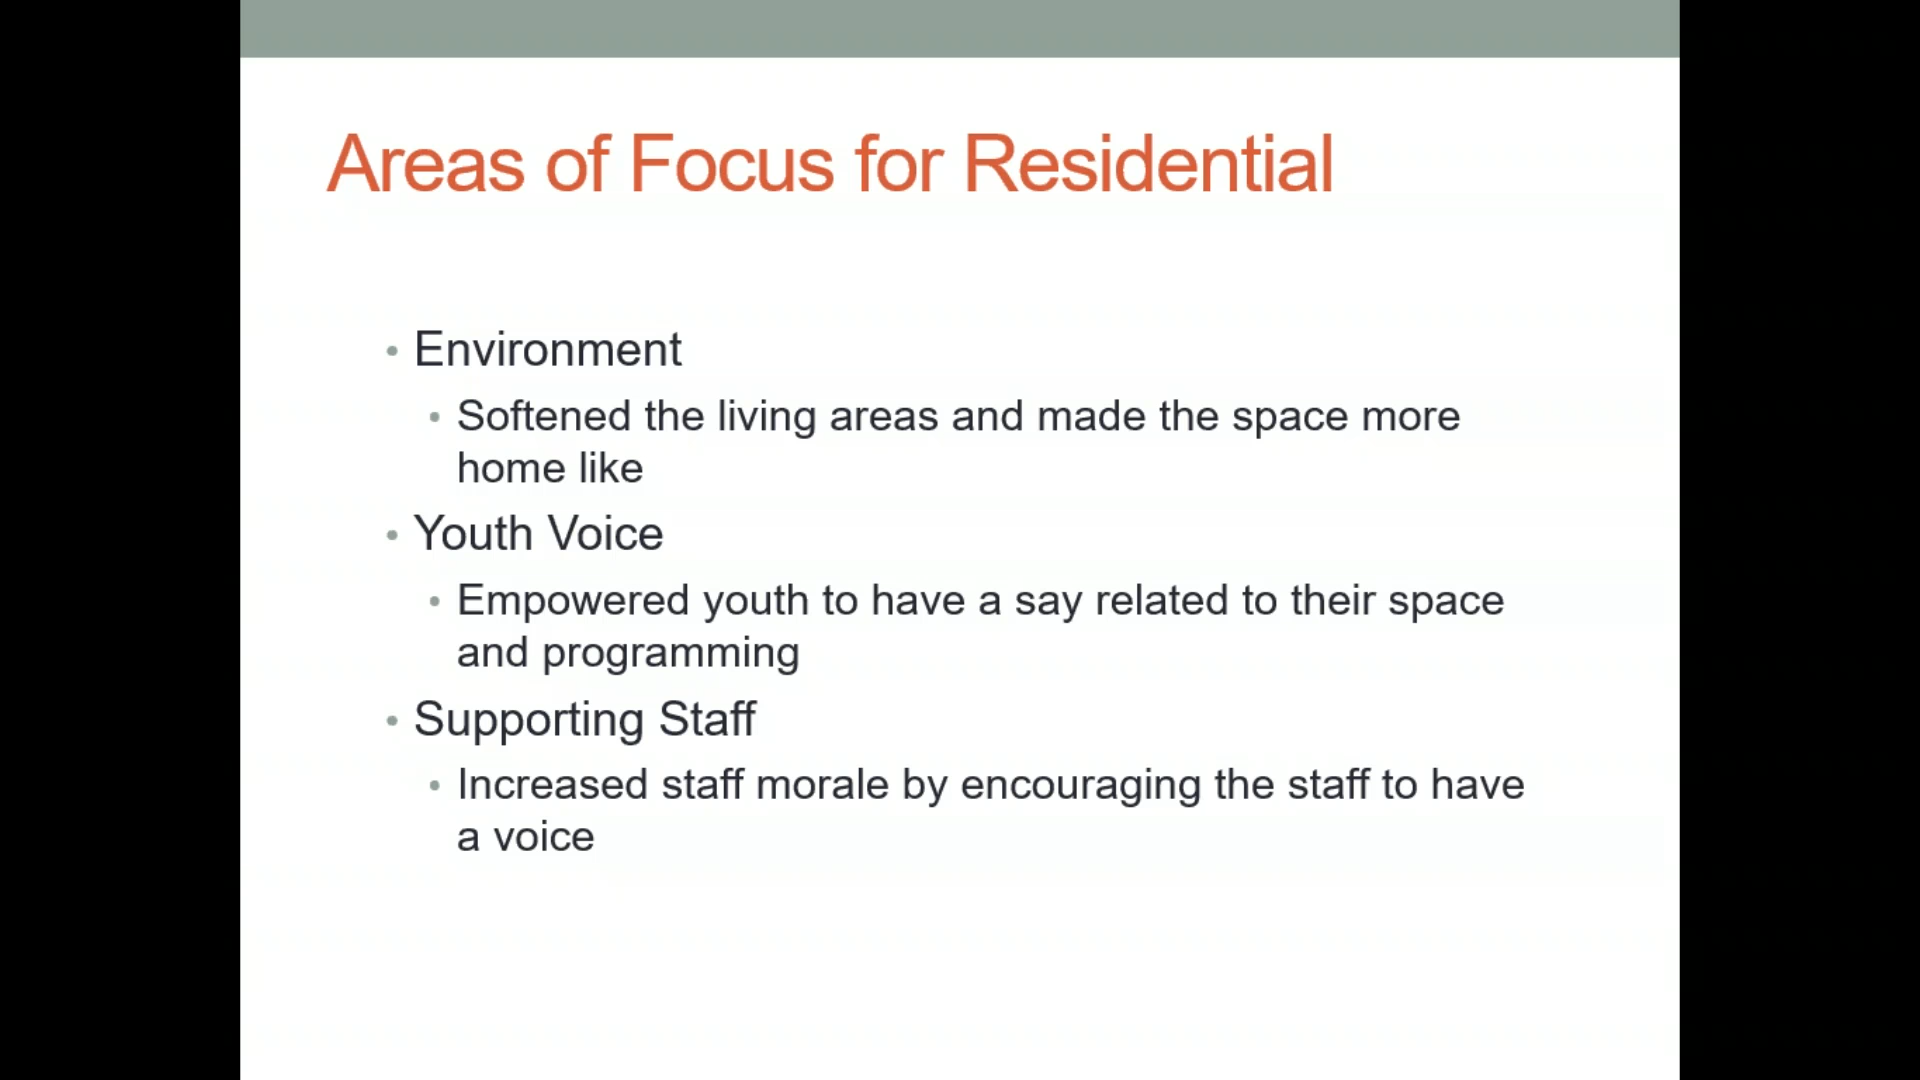 Areas of Focus for Residential
• Environment
• Softened the living areas and made the space more
home like
• Youth Voice
• Empowered youth to have a say related to their space
and programming
• Supporting Staff
• Increased staff morale by encouraging the staff to have
a voice